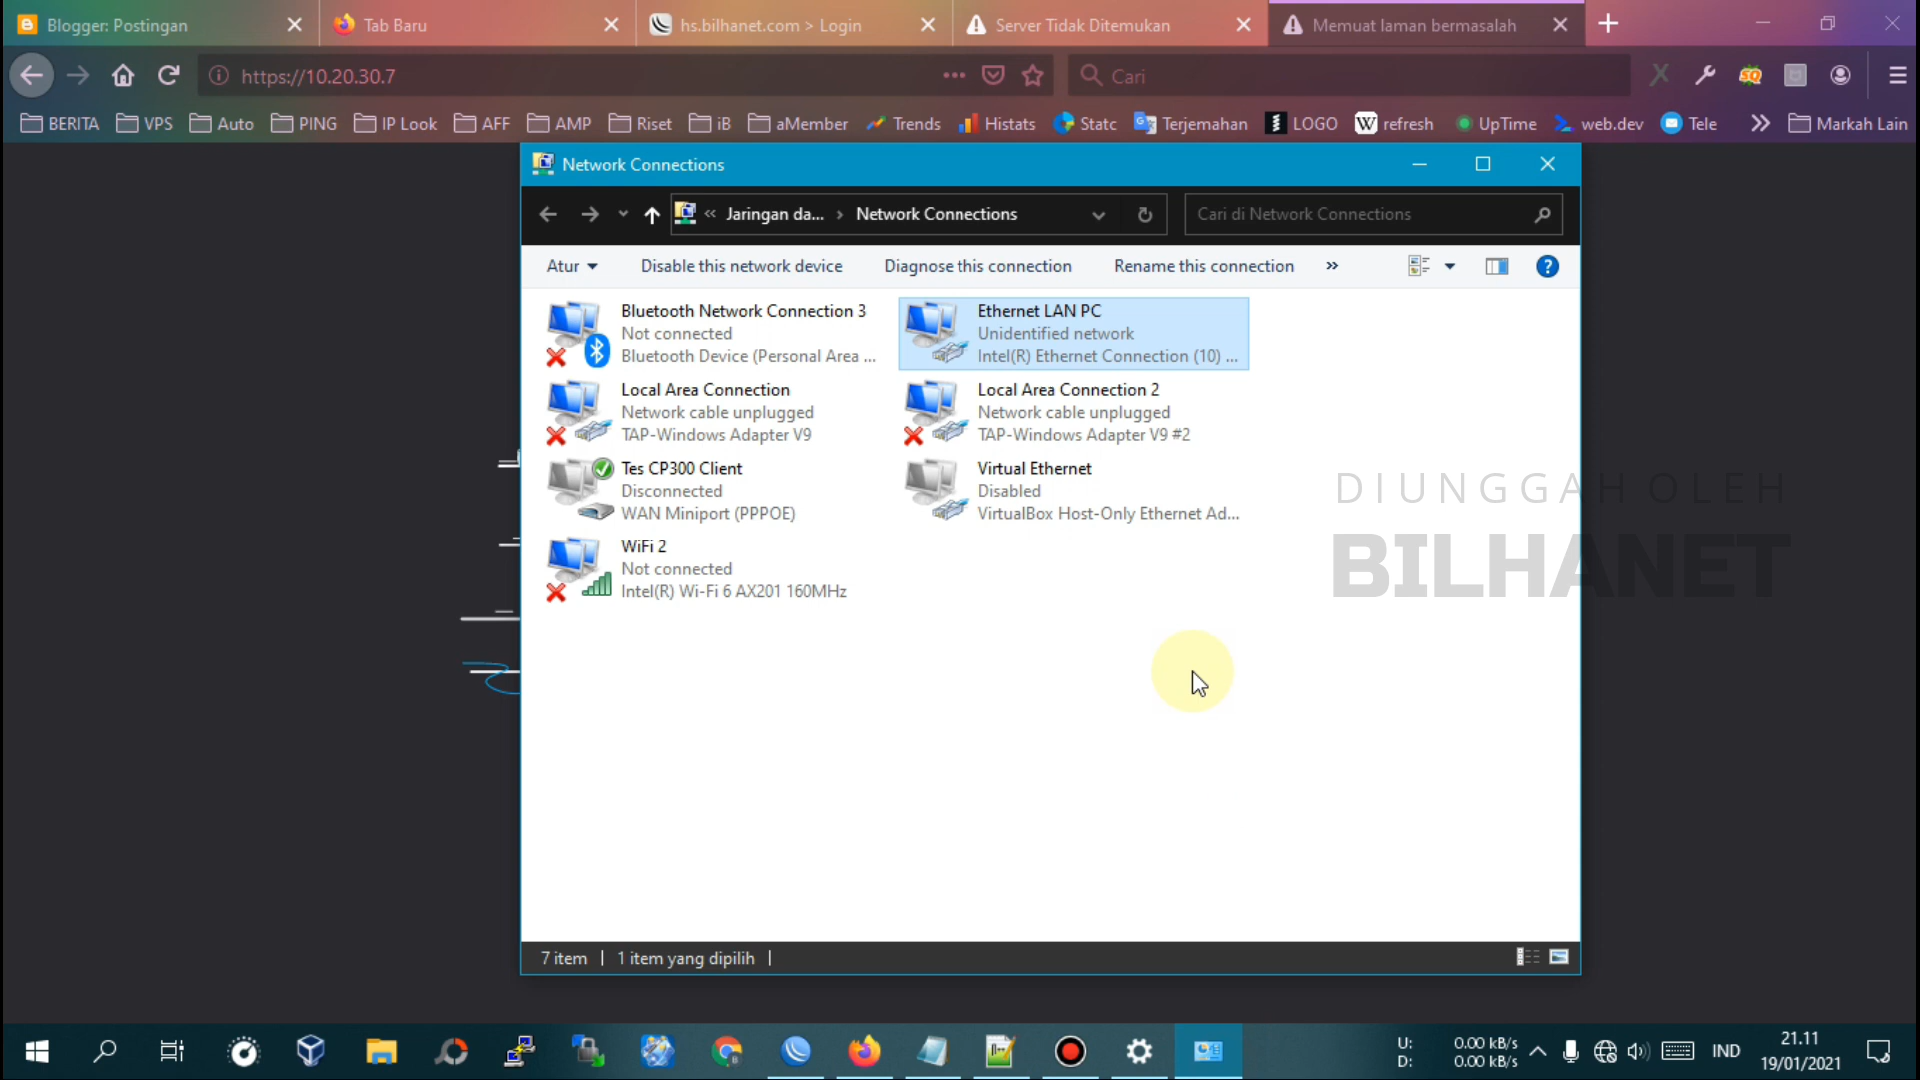 Blogger: Postingan
Tab Baru
hs.bilhanet.com > Login
Server Tidak Ditemukan
Memuat laman bermasalah
https://10.20.30.7
Cari
BERITA
VPS
Auto
PING
IP Look
AFF
AMP
Riset
iB
aMember
Trends
Histats
Statc
Terjemahan
LOGO
refresh
UpTime
web.dev
Tele
Markah Lain
Network Connections
Jaringan da... › Network Connections
Cari di Network Connections
Atur
Disable this network device
Diagnose this connection
Rename this connection
Bluetooth Network Connection 3
Not connected
Bluetooth Device (Personal Area ...
Ethernet LAN PC
Unidentified network
Intel(R) Ethernet Connection (10) ...
Local Area Connection
Network cable unplugged
TAP-Windows Adapter V9
Local Area Connection 2
Network cable unplugged
TAP-Windows Adapter V9 #2
Tes CP300 Client
Disconnected
WAN Miniport (PPPOE)
Virtual Ethernet
Disabled
VirtualBox Host-Only Ethernet Ad...
WiFi 2
Not connected
Intel(R) Wi-Fi 6 AX201 160MHz
DIUNGGAH OLEH
BILHANET
7 item
1 item yang dipilih
U: 0.00 kB/s
D: 0.00 kB/s
IND
21.11
19/01/2021